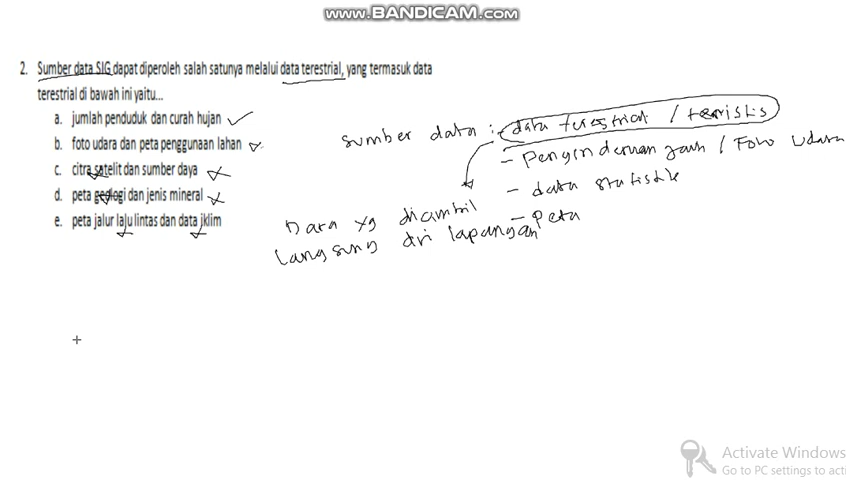 www.BANDICAM.com
2. Sumber data SIG dapat diperoleh salah satunya melalui data terestrial, yang termasuk data
terestrial di bawah ini yaitu...
a. jumlah penduduk dan curah hujan
b. foto udara dan peta penggunaan lahan
c. citra satelit dan sumber daya
d. peta geologi dan jenis mineral
e. peta jalur laju lintas dan data jklim
sumber data : - data terestrial /
- Penginderaan jauh / Foto Udara
- data statistik
- Peta
Data yg diambil
langsung dri lapangan
Activate Windows
Go to PC settings to acti